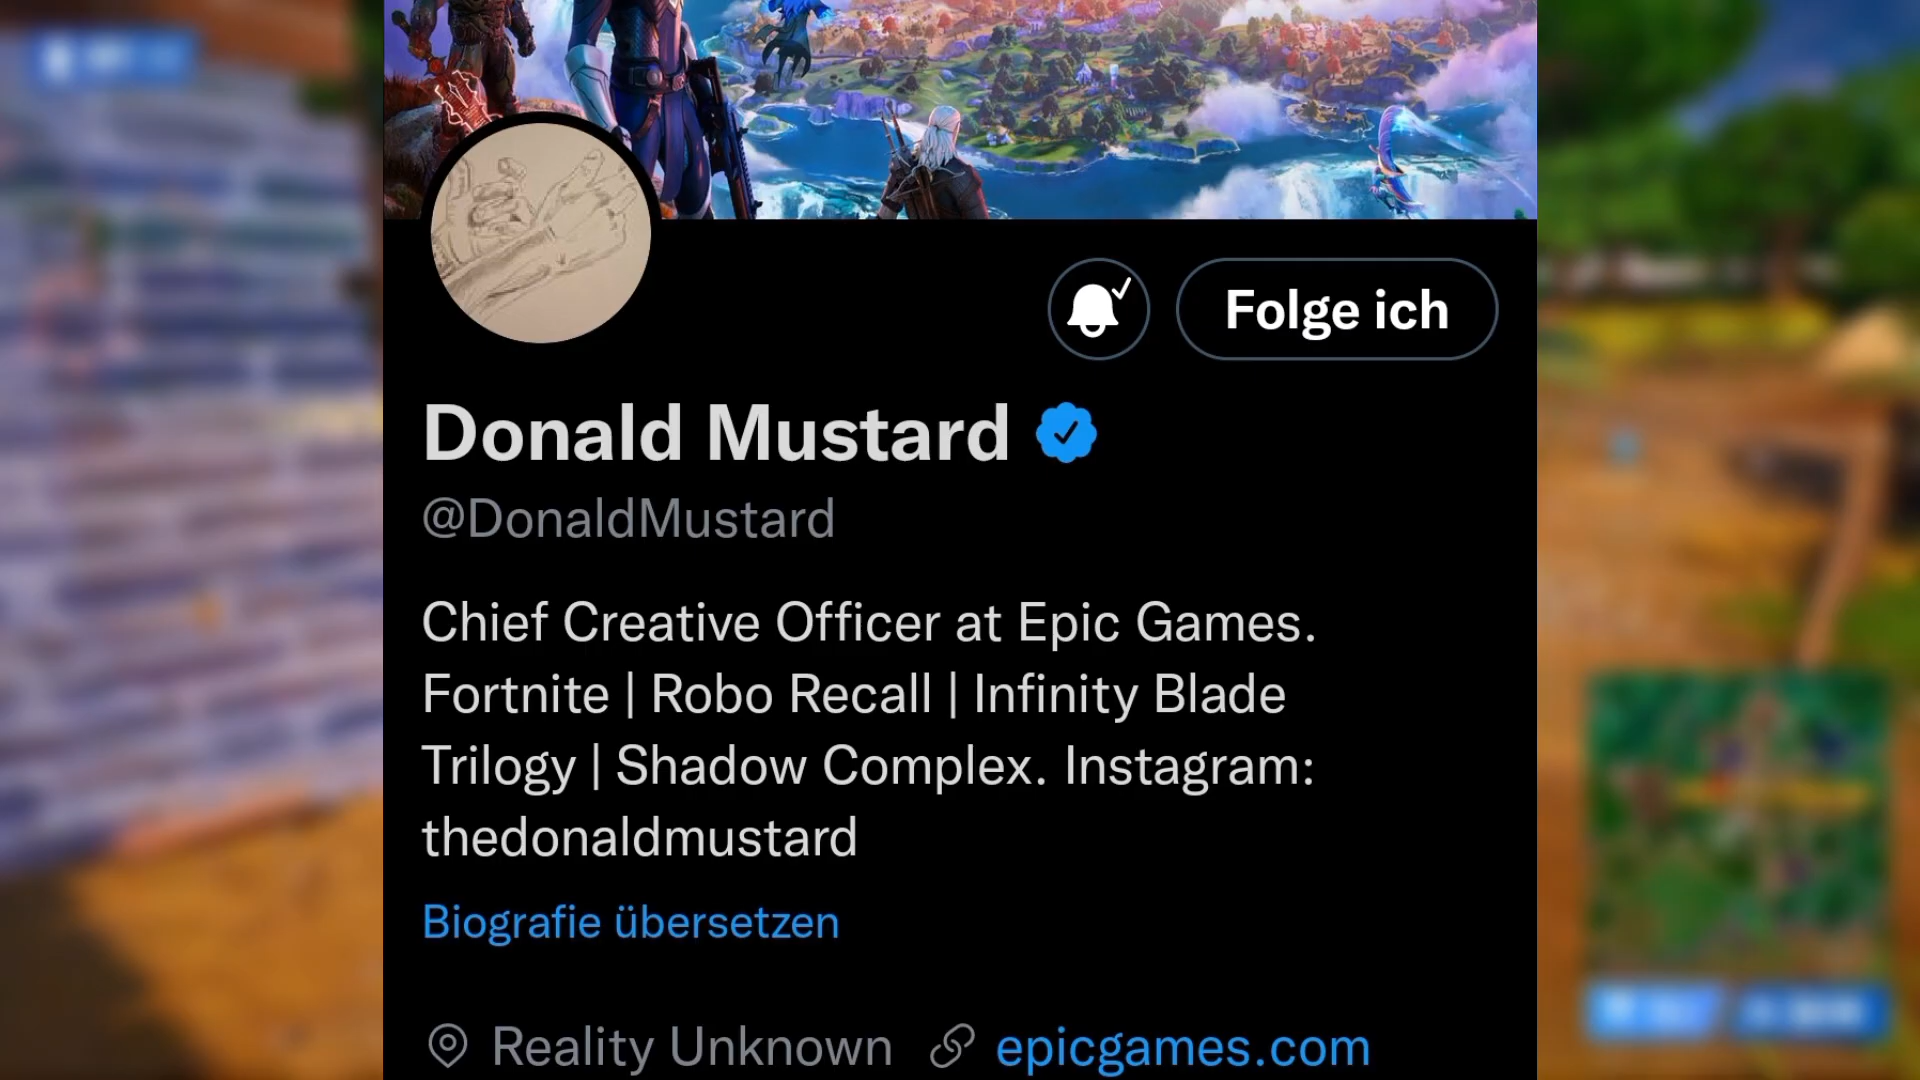 Folge ich
Donald Mustard
@DonaldMustard
Chief Creative Officer at Epic Games.
Fortnite | Robo Recall | Infinity Blade
Trilogy | Shadow Complex. Instagram:
thedonaldmustard
Biografie übersetzen
Reality Unknown epicgames.com